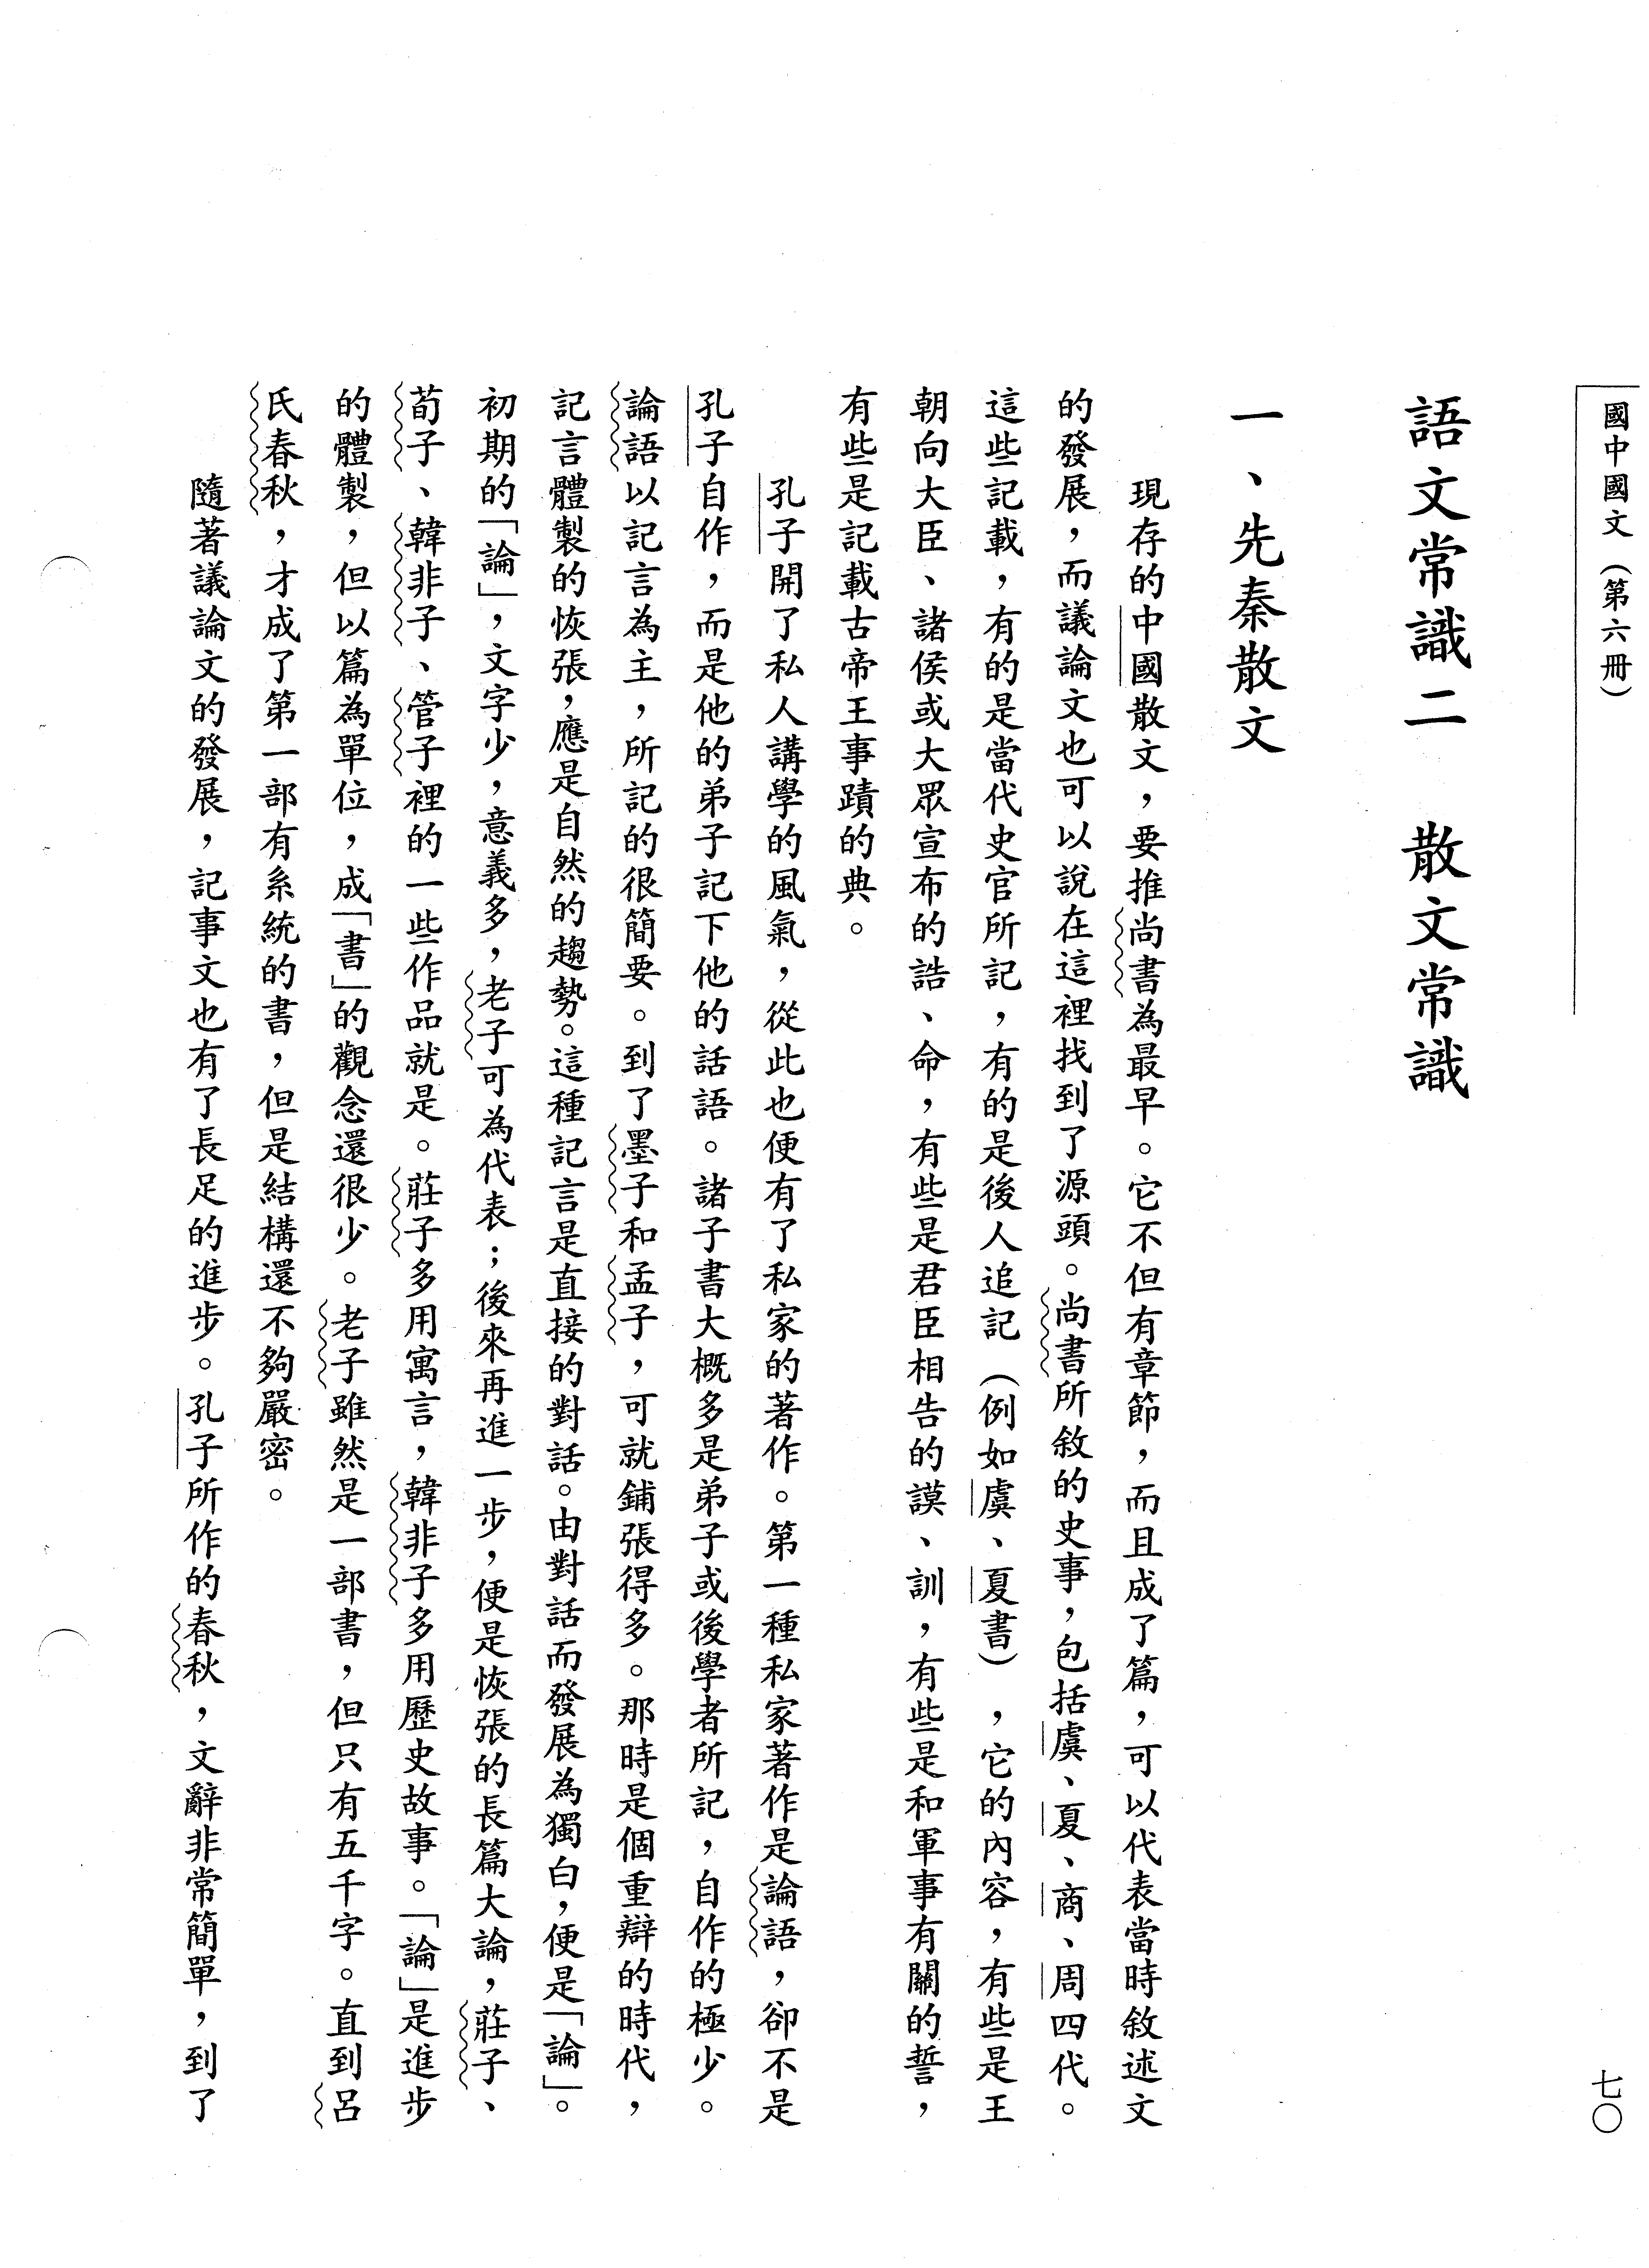 國中國文（第六冊）
七〇
語文常識二　散文常識
一、先秦散文
現存的中國散文，要推尚書為最早。它不但有章節，而且成了篇，可以代表當時敘述文
的發展，而議論文也可以說在這裡找到了源頭。尚書所敘的史事，包括虞、夏、商、周四代。
這些記載，有的是當代史官所記，有的是後人追記（例如虞、夏書），它的內容，有些是王
朝向大臣、諸侯或大眾宣布的誥、命，有些是君臣相告的謨、訓，有些是和軍事有關的誓，
有些是記載古帝王事蹟的典。
孔子開了私人講學的風氣，從此也便有了私家的著作。第一種私家著作是論語，卻不是
孔子自作，而是他的弟子記下他的話語。諸子書大概多是弟子或後學者所記，自作的極少。
論語以記言為主，所記的很簡要。到了墨子和孟子，可就鋪張得多。那時是個重辯的時代，
記言體製的恢張，應是自然的趨勢。這種記言是直接的對話。由對話而發展為獨白，便是「論」。
初期的「論」，文字少，意義多，老子可為代表；後來再進一步，便是恢張的長篇大論，莊子、
荀子、韓非子、管子裡的一些作品就是。莊子多用寓言，韓非子多用歷史故事。「論」是進步
的體製，但以篇為單位，成「書」的觀念還很少。老子雖然是一部書，但只有五千字。直到呂
氏春秋，才成了第一部有系統的書，但是結構還不夠嚴密。
隨著議論文的發展，記事文也有了長足的進步。孔子所作的春秋，文辭非常簡單，到了